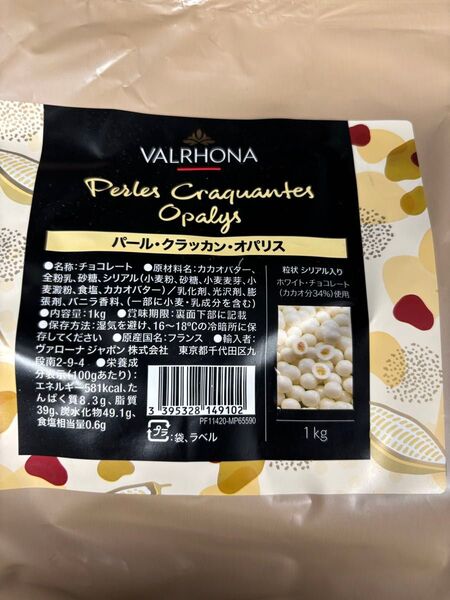 VALRHONA
Perles Craquantes
Opalys
パール・クラッカン・オパリス
●名称:チョコレート ●原材料名:カカオバター、
全粉乳、砂糖、シリアル(小麦粉、砂糖、小麦麦芽、小
麦澱粉、食塩、カカオバター)/乳化剤、光沢剤、膨
張剤、バニラ香料、(一部に小麦・乳成分を含む)
●内容量:1kg ●賞味期限:裏面下部に記載
●保存方法:湿気を避け、16~18℃の冷暗所に保
存してください ●原産国名:フランス ●輸入者:
ヴァローナ ジャポン 株式会社 東京都千代田区九
段南2-9-4 ●栄養成
分表示(100gあたり):
エネルギー581kcal、た
んぱく質8.3g、脂質
39g、炭水化物49.1g、
食塩相当量0.6g
3 395328 149102
PF11420-MP65590
プラ:袋、ラベル
粒状 シリアル入り
ホワイト・チョコレート
(カカオ分34%)使用
1 kg